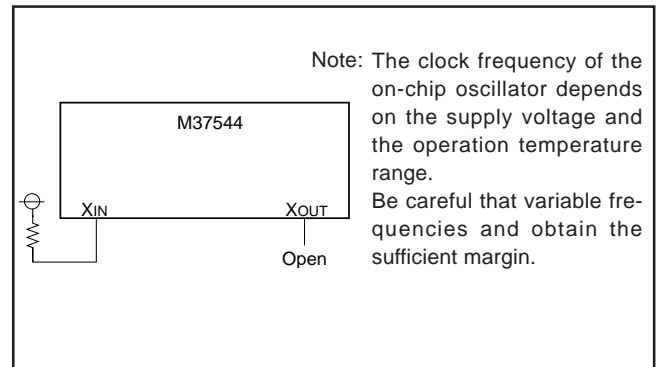 Note: The clock frequency of the
on-chip oscillator depends
on the supply voltage and
the operation temperature
range.
Be careful that variable fre-
quencies and obtain the
sufficient margin.
M37544
XIN
XOUT
Open